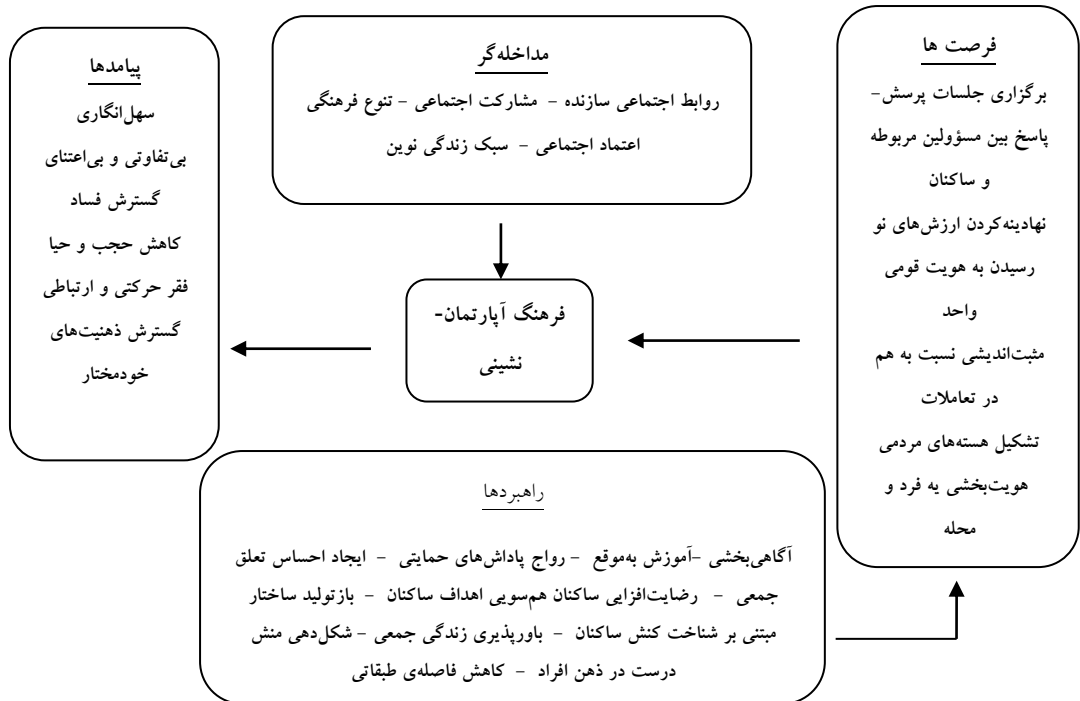 فرصت ها
برگزاری جلسات پرسش-
پاسخ بین مسؤولین مربوطه
و ساکنان
نهادینه‌کردن ارزش‌های نو
رسیدن به هویت قومی
واحد
مثبت‌اندیشی نسبت به هم
در تعاملات
تشکیل هسته‌های مردمی
هویت‌بخشی یه فرد و
محله
مداخله‌گر
روابط اجتماعی سازنده - مشارکت اجتماعی - تنوع فرهنگی
اعتماد اجتماعی - سبک زندگی نوین
فرهنگ آپارتمان-
نشینی
پیامدها
سهل‌انگاری
بی‌تفاوتی و بی‌اعتنای
گسترش فساد
کاهش حجب و حیا
فقر حرکتی و ارتباطی
گسترش ذهنیت‌های
خودمختار
راهبردها
آگاهی‌بخشی -آموزش به‌موقع - رواج پاداش‌های حمایتی - ایجاد احساس تعلق
جمعی - رضایت‌افزایی ساکنان هم‌سویی اهداف ساکنان - بازتولید ساختار
مبتنی بر شناخت کنش ساکنان - باورپذیری زندگی جمعی - شکل‌دهی منش
درست در ذهن افراد - کاهش فاصله‌ی طبقاتی